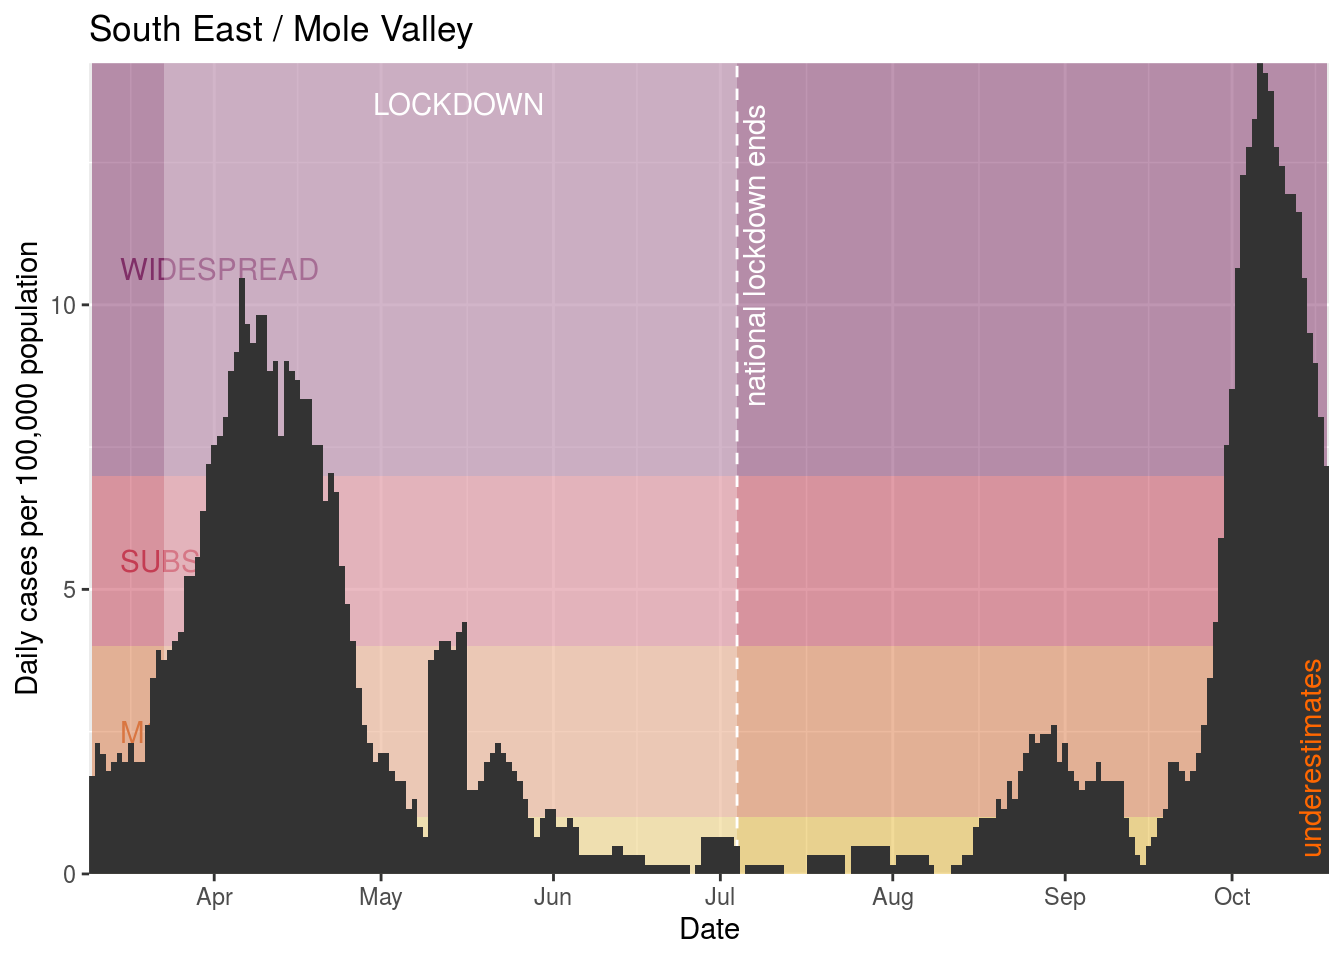 South East / Mole Valley
LOCKDOWN
national lockdown ends
WIDESPREAD
SUBS
M
underestimates
Daily cases per 100,000 population
10
5
0
Apr May Jun Jul Aug Sep Oct
Date